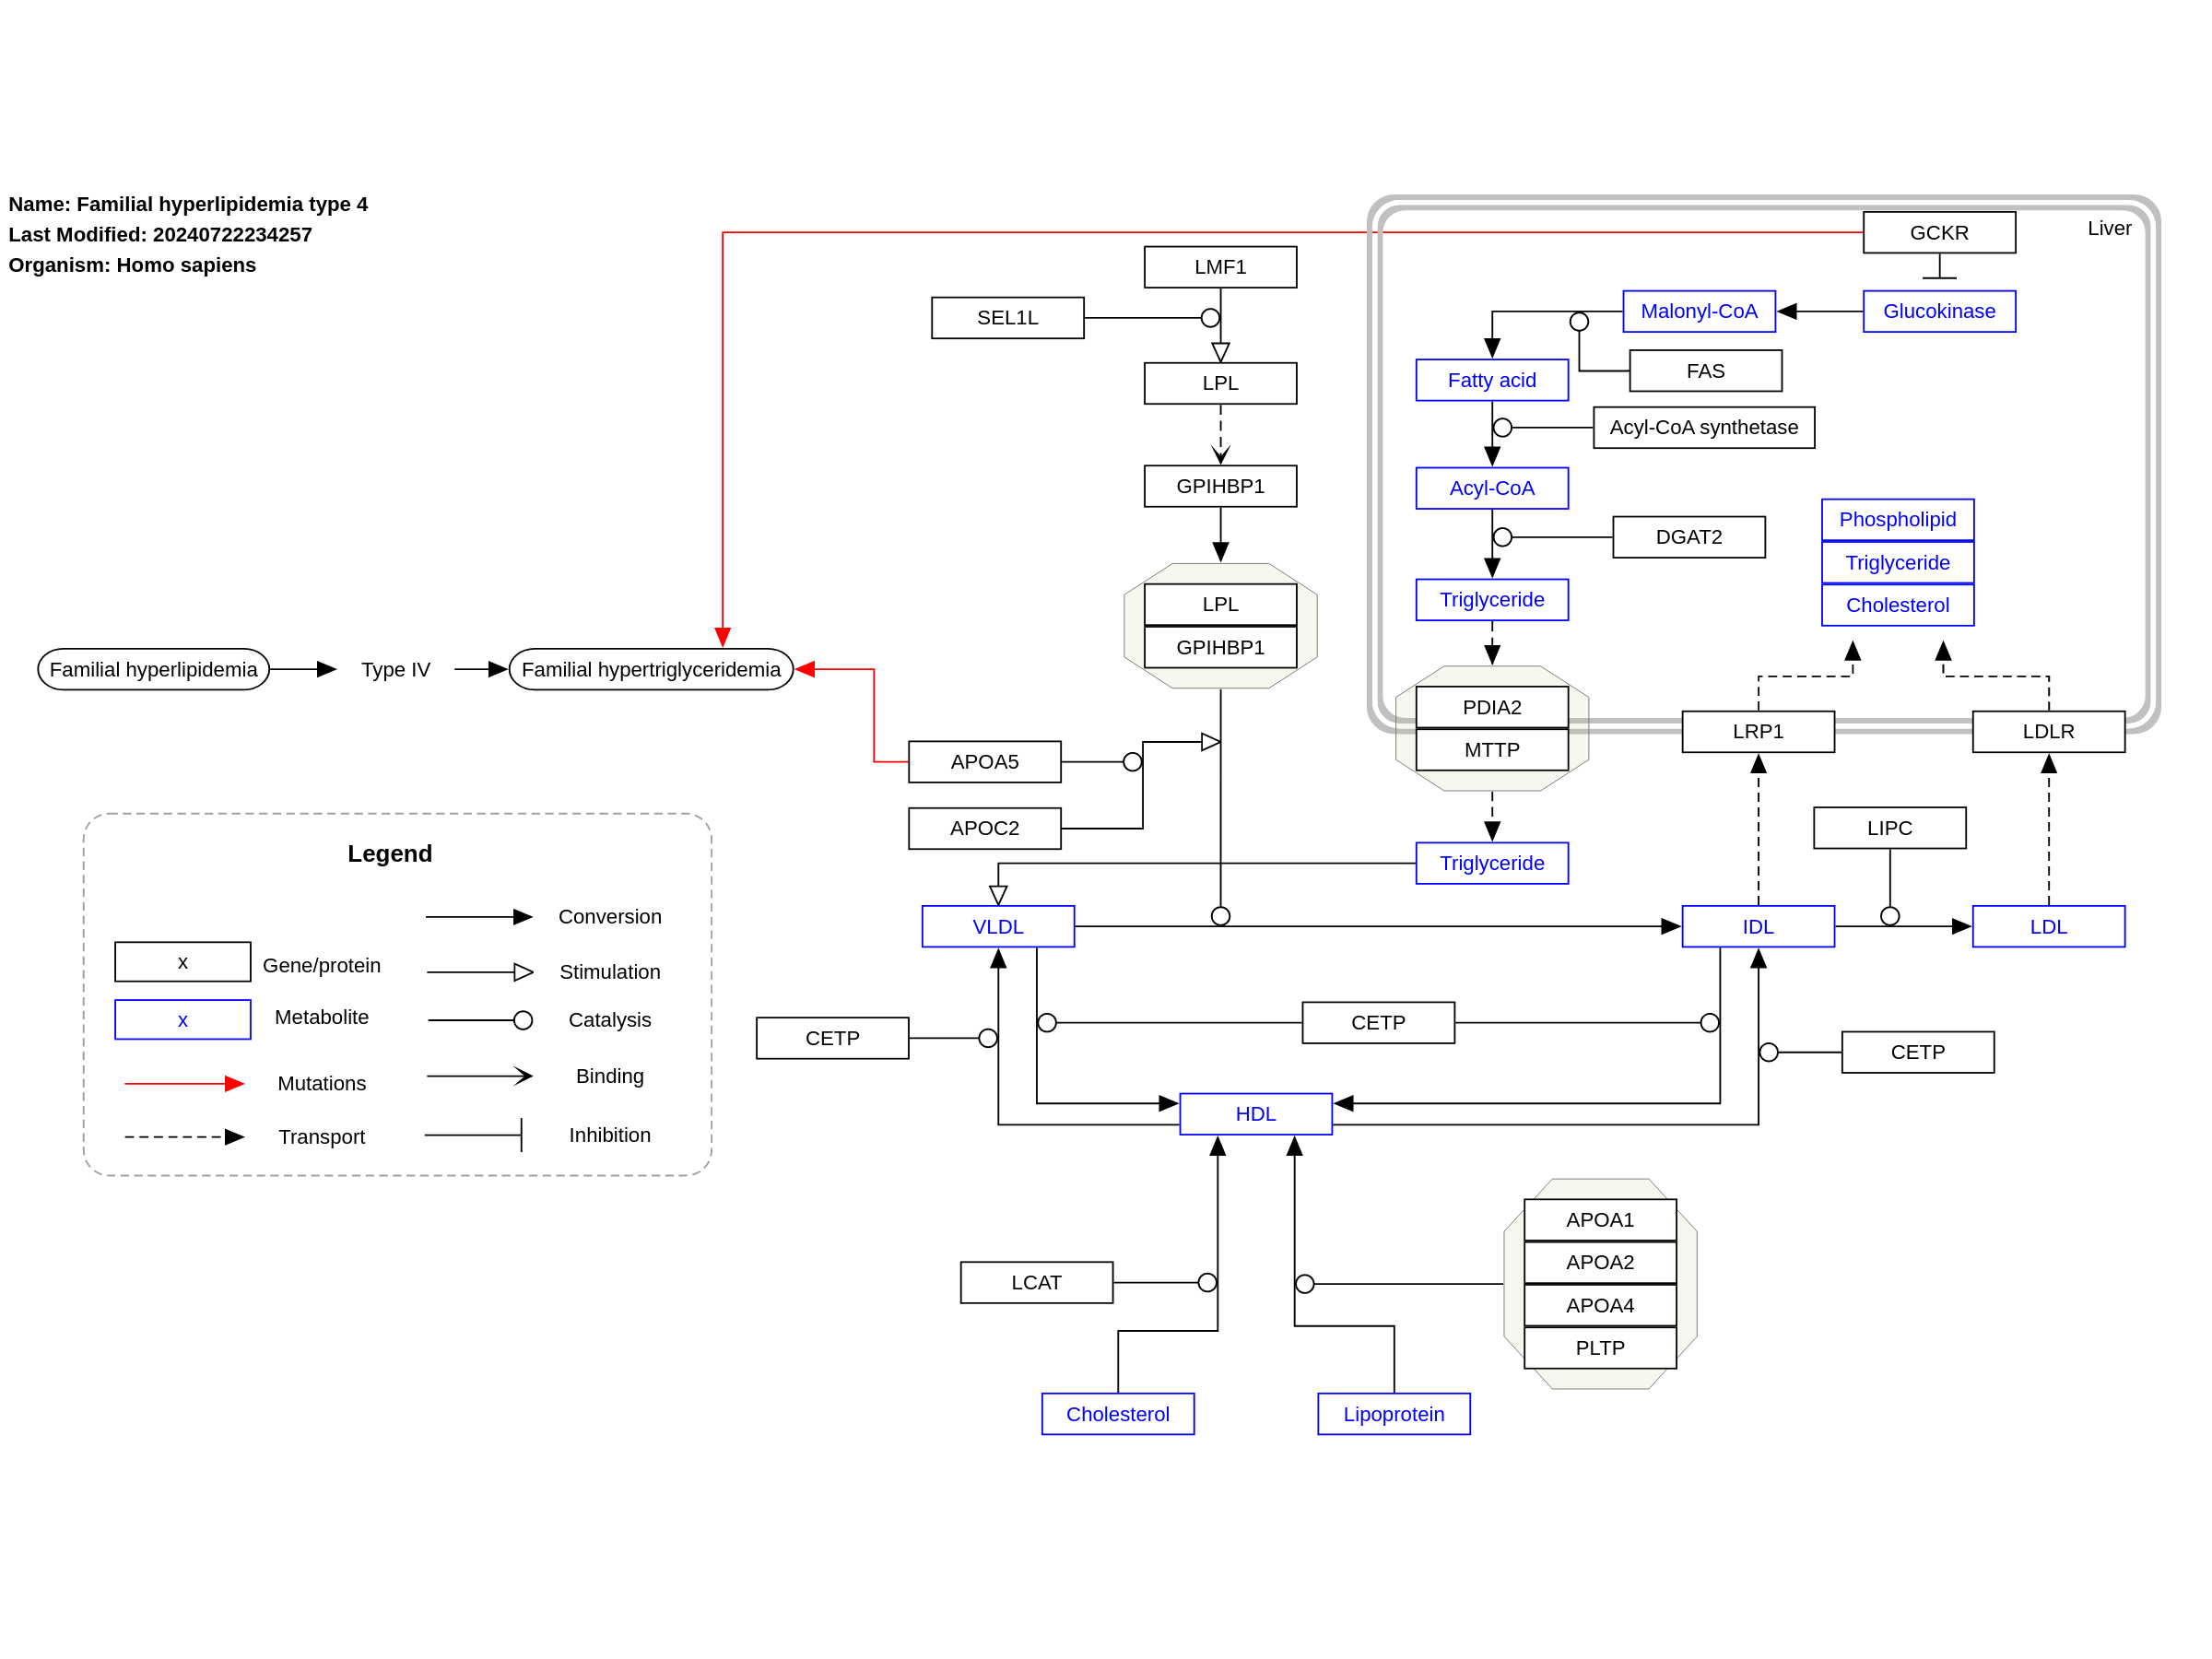 Name: Familial hyperlipidemia type 4
Last Modified: 20240722234257
Organism: Homo sapiens
Liver
GCKR
LMF1
SEL1L
Malonyl-CoA
Glucokinase
LPL
Fatty acid
FAS
Acyl-CoA synthetase
GPIHBP1
Acyl-CoA
DGAT2
Phospholipid
Triglyceride
Cholesterol
LPL
GPIHBP1
Triglyceride
Familial hyperlipidemia
Type IV
Familial hypertriglyceridemia
PDIA2
MTTP
LRP1
LDLR
APOA5
APOC2
LIPC
Triglyceride
VLDL
IDL
LDL
CETP
CETP
CETP
HDL
LCAT
APOA1
APOA2
APOA4
PLTP
Cholesterol
Lipoprotein
Legend
x
Gene/protein
x
Metabolite
Mutations
Transport
Conversion
Stimulation
Catalysis
Binding
Inhibition